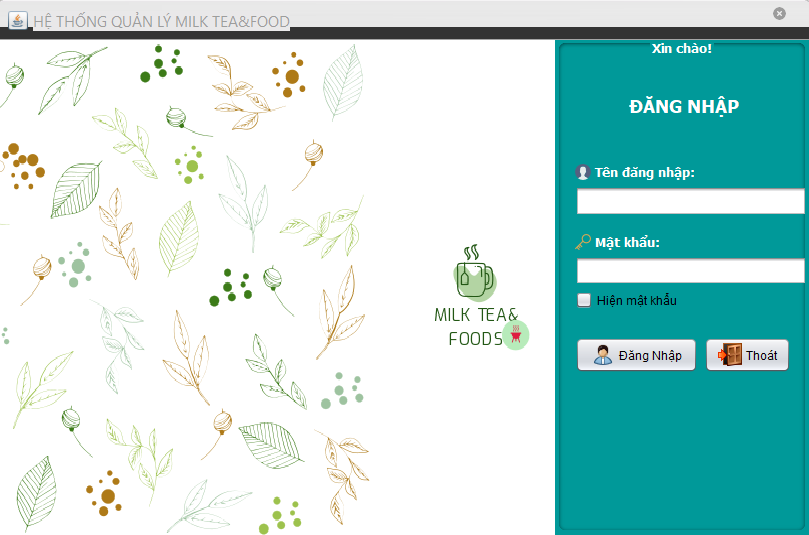 HỆ THỐNG QUẢN LÝ MILK TEA&FOOD
Xin chào!
ĐĂNG NHẬP
Tên đăng nhập:
Mật khẩu:
Hiện mật khẩu
Đăng Nhập
Thoát
MILK TEA&
FOODS